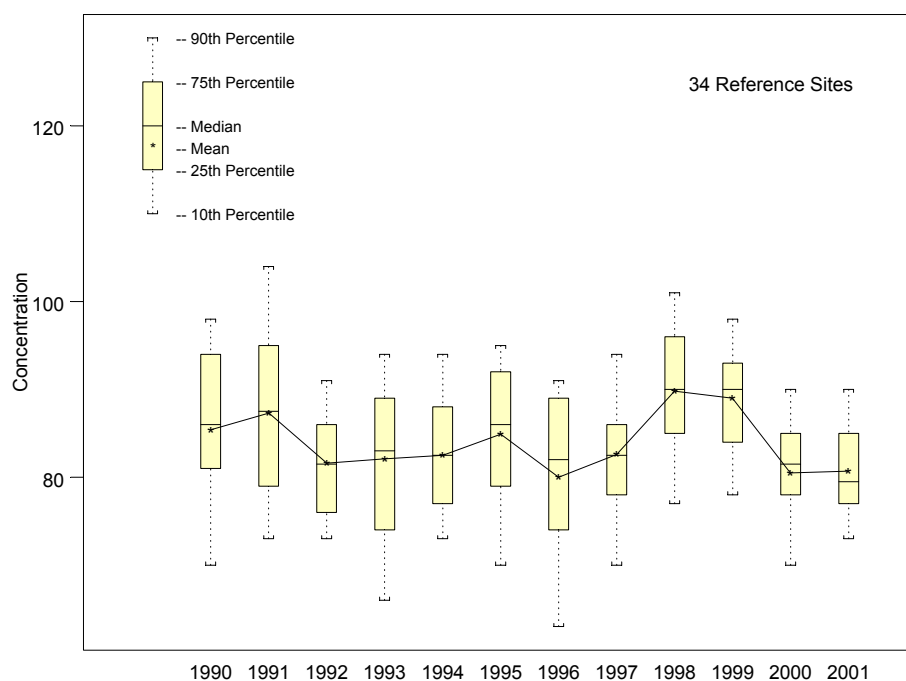 -- 90th Percentile
-- 75th Percentile
34 Reference Sites
-- Median
-- Mean
-- 25th Percentile
-- 10th Percentile
120
100
80
Concentration
1990 1991 1992 1993 1994 1995 1996 1997 1998 1999 2000 2001